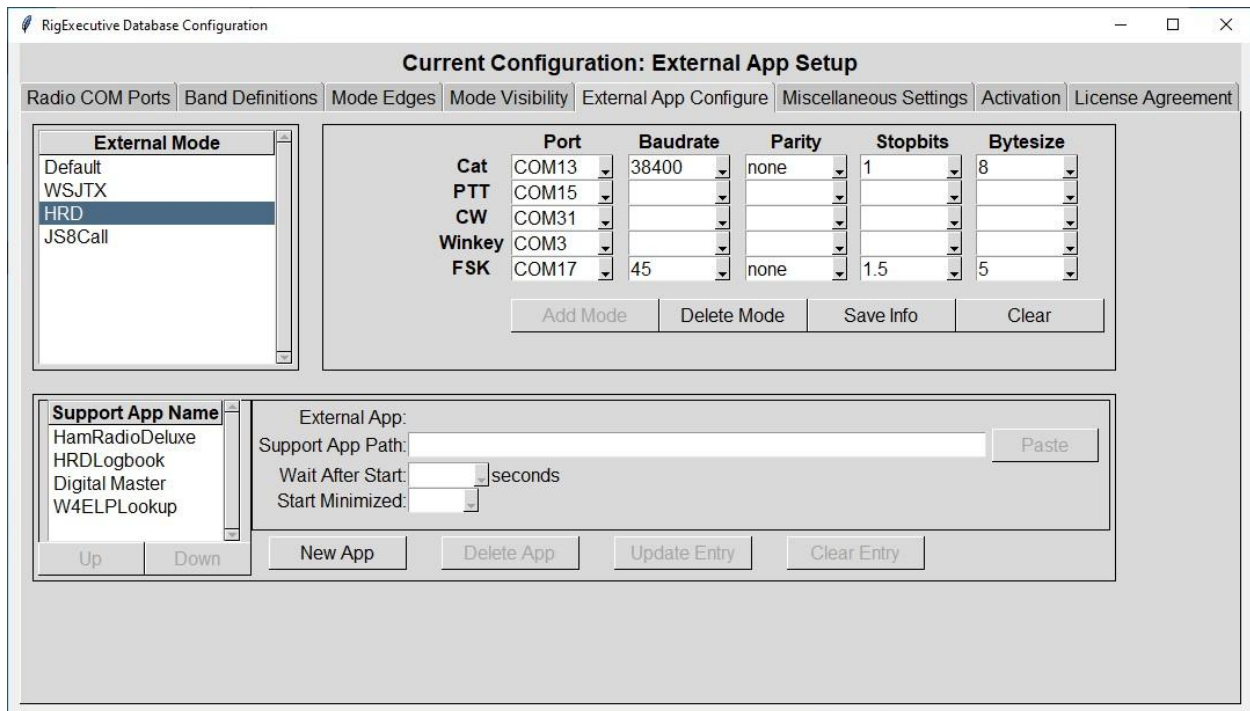 RigExecutive Database Configuration
Current Configuration: External App Setup
Radio COM Ports Band Definitions Mode Edges Mode Visibility External App Configure Miscellaneous Settings Activation License Agreement
External Mode
Default
WSJTX
HRD
JS8Call
Port Baudrate Parity Stopbits Bytesize
Cat COM13 38400 none 1 8
PTT COM15
CW COM31
Winkey COM3
FSK COM17 45 none 1.5 5
Add Mode Delete Mode Save Info Clear
Support App Name
HamRadioDeluxe
HRDLogbook
Digital Master
W4ELPLookup
Up Down
External App:
Support App Path: Paste
Wait After Start: seconds
Start Minimized:
New App Delete App Update Entry Clear Entry